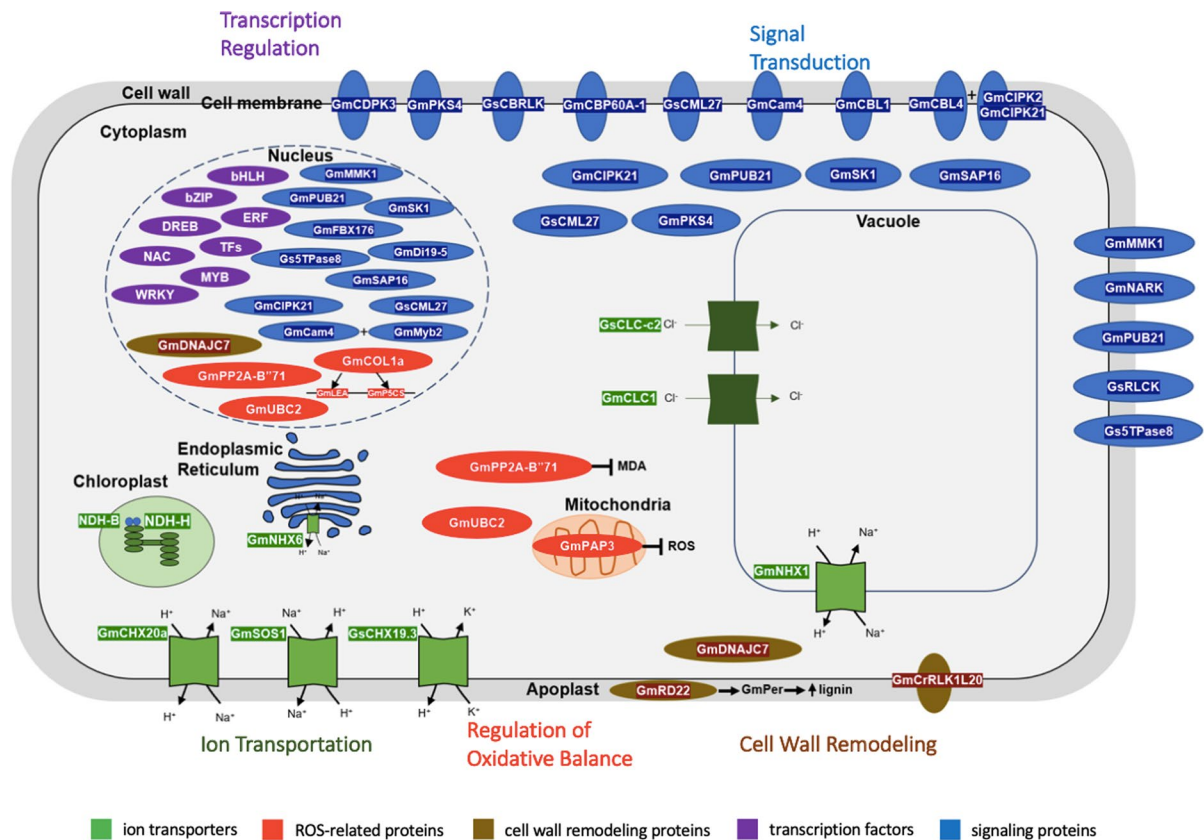 Transcription
Regulation
Signal
Transduction
Cell wall
Cell membrane
GmCDPK3
GmPKS4
GsCBRLK
GmCBP60A-1
GsCML27
GmCam4
GmCBL1
GmCBL4
+
GmCIPK2
GmCIPK21
Cytoplasm
Nucleus
bHLH
GmMMK1
bZIP
GmPUB21
GmSK1
DREB
ERF
GmFBX176
NAC
TFs
Gs5TPase8
GmDi19-5
MYB
GmSAP16
WRKY
GmCIPK21
GsCML27
GmCam4
+
GmMyb2
GmDNAJC7
GmCOL1a
GmPP2A-B"71
GmLEA
GmP5CS
GmUBC2
GmCIPK21
GmPUB21
GmSK1
GmSAP16
GsCML27
GmPKS4
Vacuole
GsCLC-c2
Cl⁻
Cl⁻
GmCLC1
Cl⁻
Cl⁻
GmMMK1
GmNARK
GmPUB21
GsRLCK
Gs5TPase8
Endoplasmic
Reticulum
H⁺
Na⁺
GmNHX6
H⁺
Na⁺
Chloroplast
NDH-B
NDH-H
GmPP2A-B"71
MDA
Mitochondria
GmUBC2
GmPAP3
ROS
H⁺
Na⁺
GmNHX1
H⁺
Na⁺
H⁺
Na⁺
GmCHX20a
H⁺
Na⁺
Na⁺
H⁺
GmSOS1
Na⁺
H⁺
H⁺
K⁺
GsCHX19.3
H⁺
K⁺
GmDNAJC7
Apoplast
GmRD22
GmPer
lignin
GmCrRLK1L20
Ion Transportation
Regulation of
Oxidative Balance
Cell Wall Remodeling
ion transporters
ROS-related proteins
cell wall remodeling proteins
transcription factors
signaling proteins